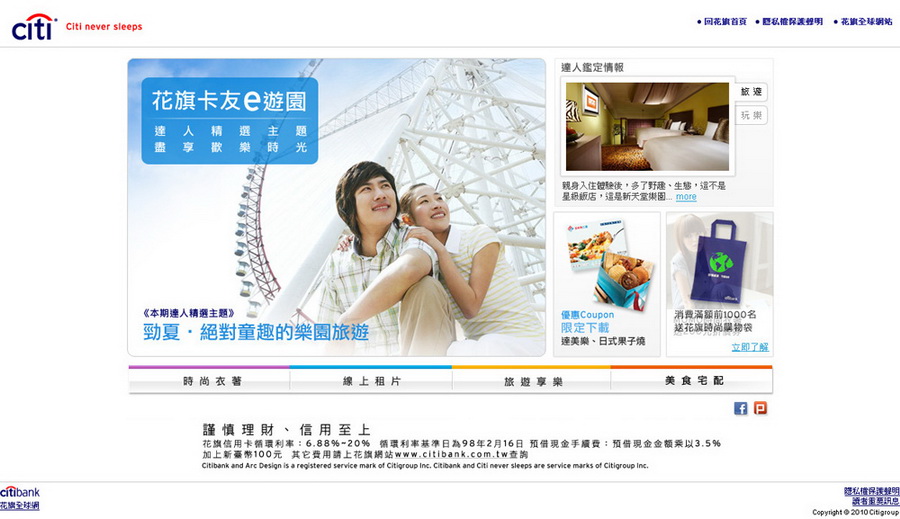 citi
Citi never sleeps
• 回花旗首頁 • 隱私權保護聲明 • 花旗全球網站
花旗卡友e遊園
達人精選主題
盡享歡樂時光
《本期達人精選主題》
勁夏·絕對童趣的樂園旅遊
達人鑑定情報
旅遊
玩樂
親身入住體驗後，多了野趣、生態，這不是
星級飯店，這是新天堂樂園... more
優惠Coupon
限定下載
達美樂、日式果子燒
citibank
消費滿額前1000名
送花旗時尚購物袋
立即了解
時尚衣著
線上租片
旅遊享樂
美食宅配
謹慎理財、信用至上
花旗信用卡循環利率：6.88%~20% 循環利率基準日為98年2月16日 預借現金手續費：預借現金金額乘以3.5%
加上新臺幣100元 其它費用請上花旗網站www.citibank.com.tw查詢
Citibank and Arc Design is a registered service mark of Citigroup Inc. Citibank and Citi never sleeps are service marks of Citigroup Inc.
citibank
花旗全球網
隱私權保護聲明
讀者重要訊息
Copyright © 2010 Citigroup